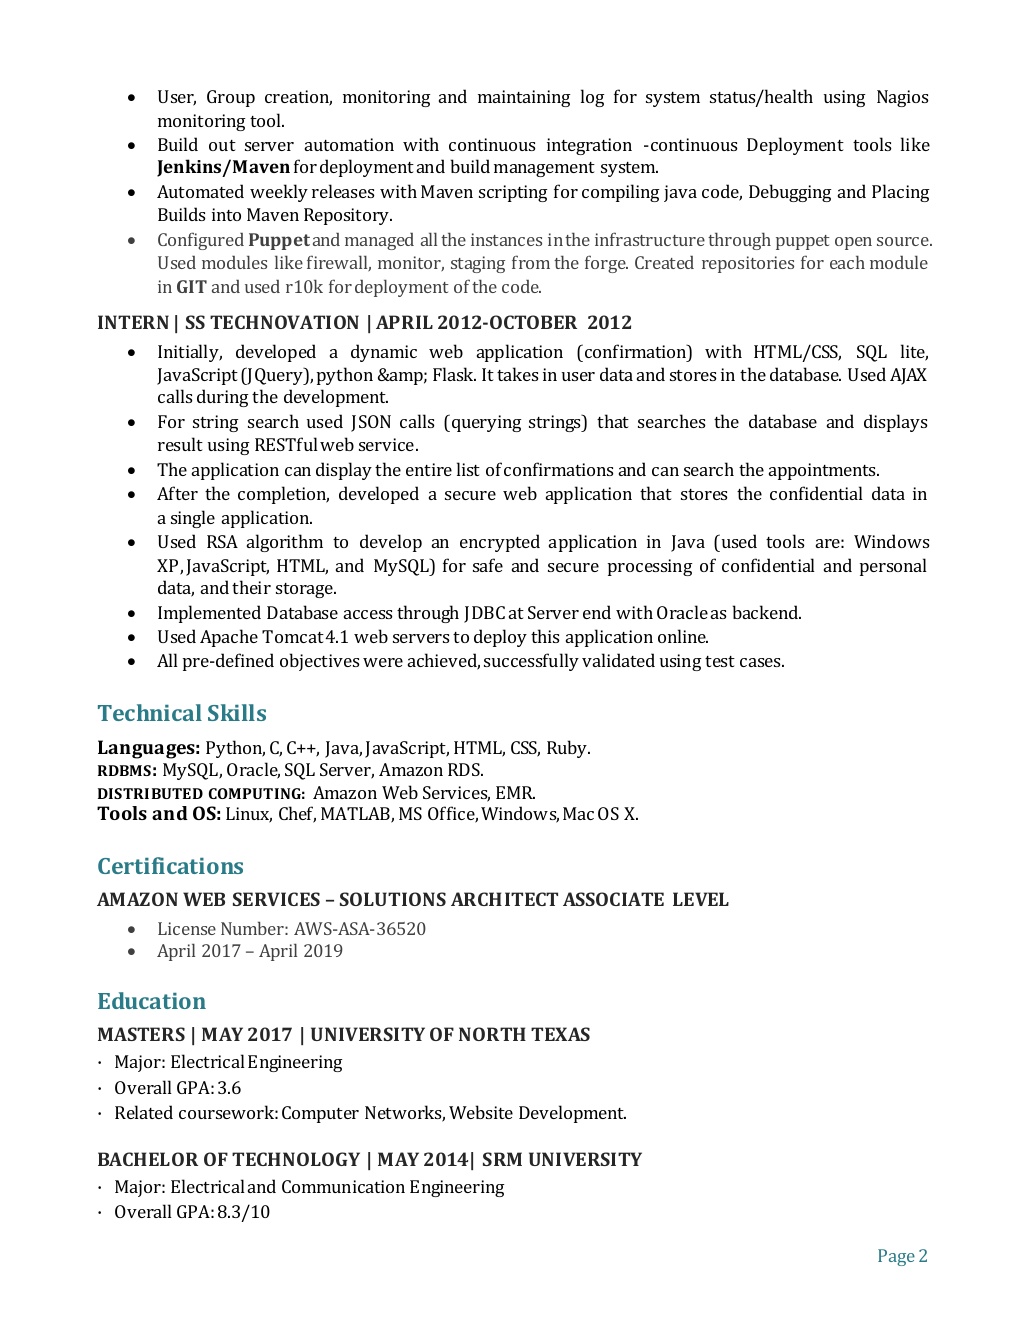 • User, Group creation, monitoring and maintaining log for system status/health using Nagios
monitoring tool.
• Build out server automation with continuous integration -continuous Deployment tools like
Jenkins/Maven for deployment and build management system.
• Automated weekly releases with Maven scripting for compiling java code, Debugging and Placing
Builds into Maven Repository.
• Configured Puppet and managed all the instances in the infrastructure through puppet open source.
Used modules like firewall, monitor, staging from the forge. Created repositories for each module
in GIT and used r10k for deployment of the code.
INTERN | SS TECHNOVATION | APRIL 2012-OCTOBER 2012
• Initially, developed a dynamic web application (confirmation) with HTML/CSS, SQL lite,
JavaScript (JQuery), python &amp; Flask. It takes in user data and stores in the database. Used AJAX
calls during the development.
• For string search used JSON calls (querying strings) that searches the database and displays
result using RESTful web service.
• The application can display the entire list of confirmations and can search the appointments.
• After the completion, developed a secure web application that stores the confidential data in
a single application.
• Used RSA algorithm to develop an encrypted application in Java (used tools are: Windows
XP, JavaScript, HTML, and MySQL) for safe and secure processing of confidential and personal
data, and their storage.
• Implemented Database access through JDBC at Server end with Oracle as backend.
• Used Apache Tomcat 4.1 web servers to deploy this application online.
• All pre-defined objectives were achieved, successfully validated using test cases.
Technical Skills
Languages: Python, C, C++, Java, JavaScript, HTML, CSS, Ruby.
RDBMS: MySQL, Oracle, SQL Server, Amazon RDS.
DISTRIBUTED COMPUTING: Amazon Web Services, EMR.
Tools and OS: Linux, Chef, MATLAB, MS Office, Windows, Mac OS X.
Certifications
AMAZON WEB SERVICES – SOLUTIONS ARCHITECT ASSOCIATE LEVEL
• License Number: AWS-ASA-36520
• April 2017 – April 2019
Education
MASTERS | MAY 2017 | UNIVERSITY OF NORTH TEXAS
· Major: Electrical Engineering
· Overall GPA: 3.6
· Related coursework: Computer Networks, Website Development.
BACHELOR OF TECHNOLOGY | MAY 2014| SRM UNIVERSITY
· Major: Electrical and Communication Engineering
· Overall GPA: 8.3/10
Page 2